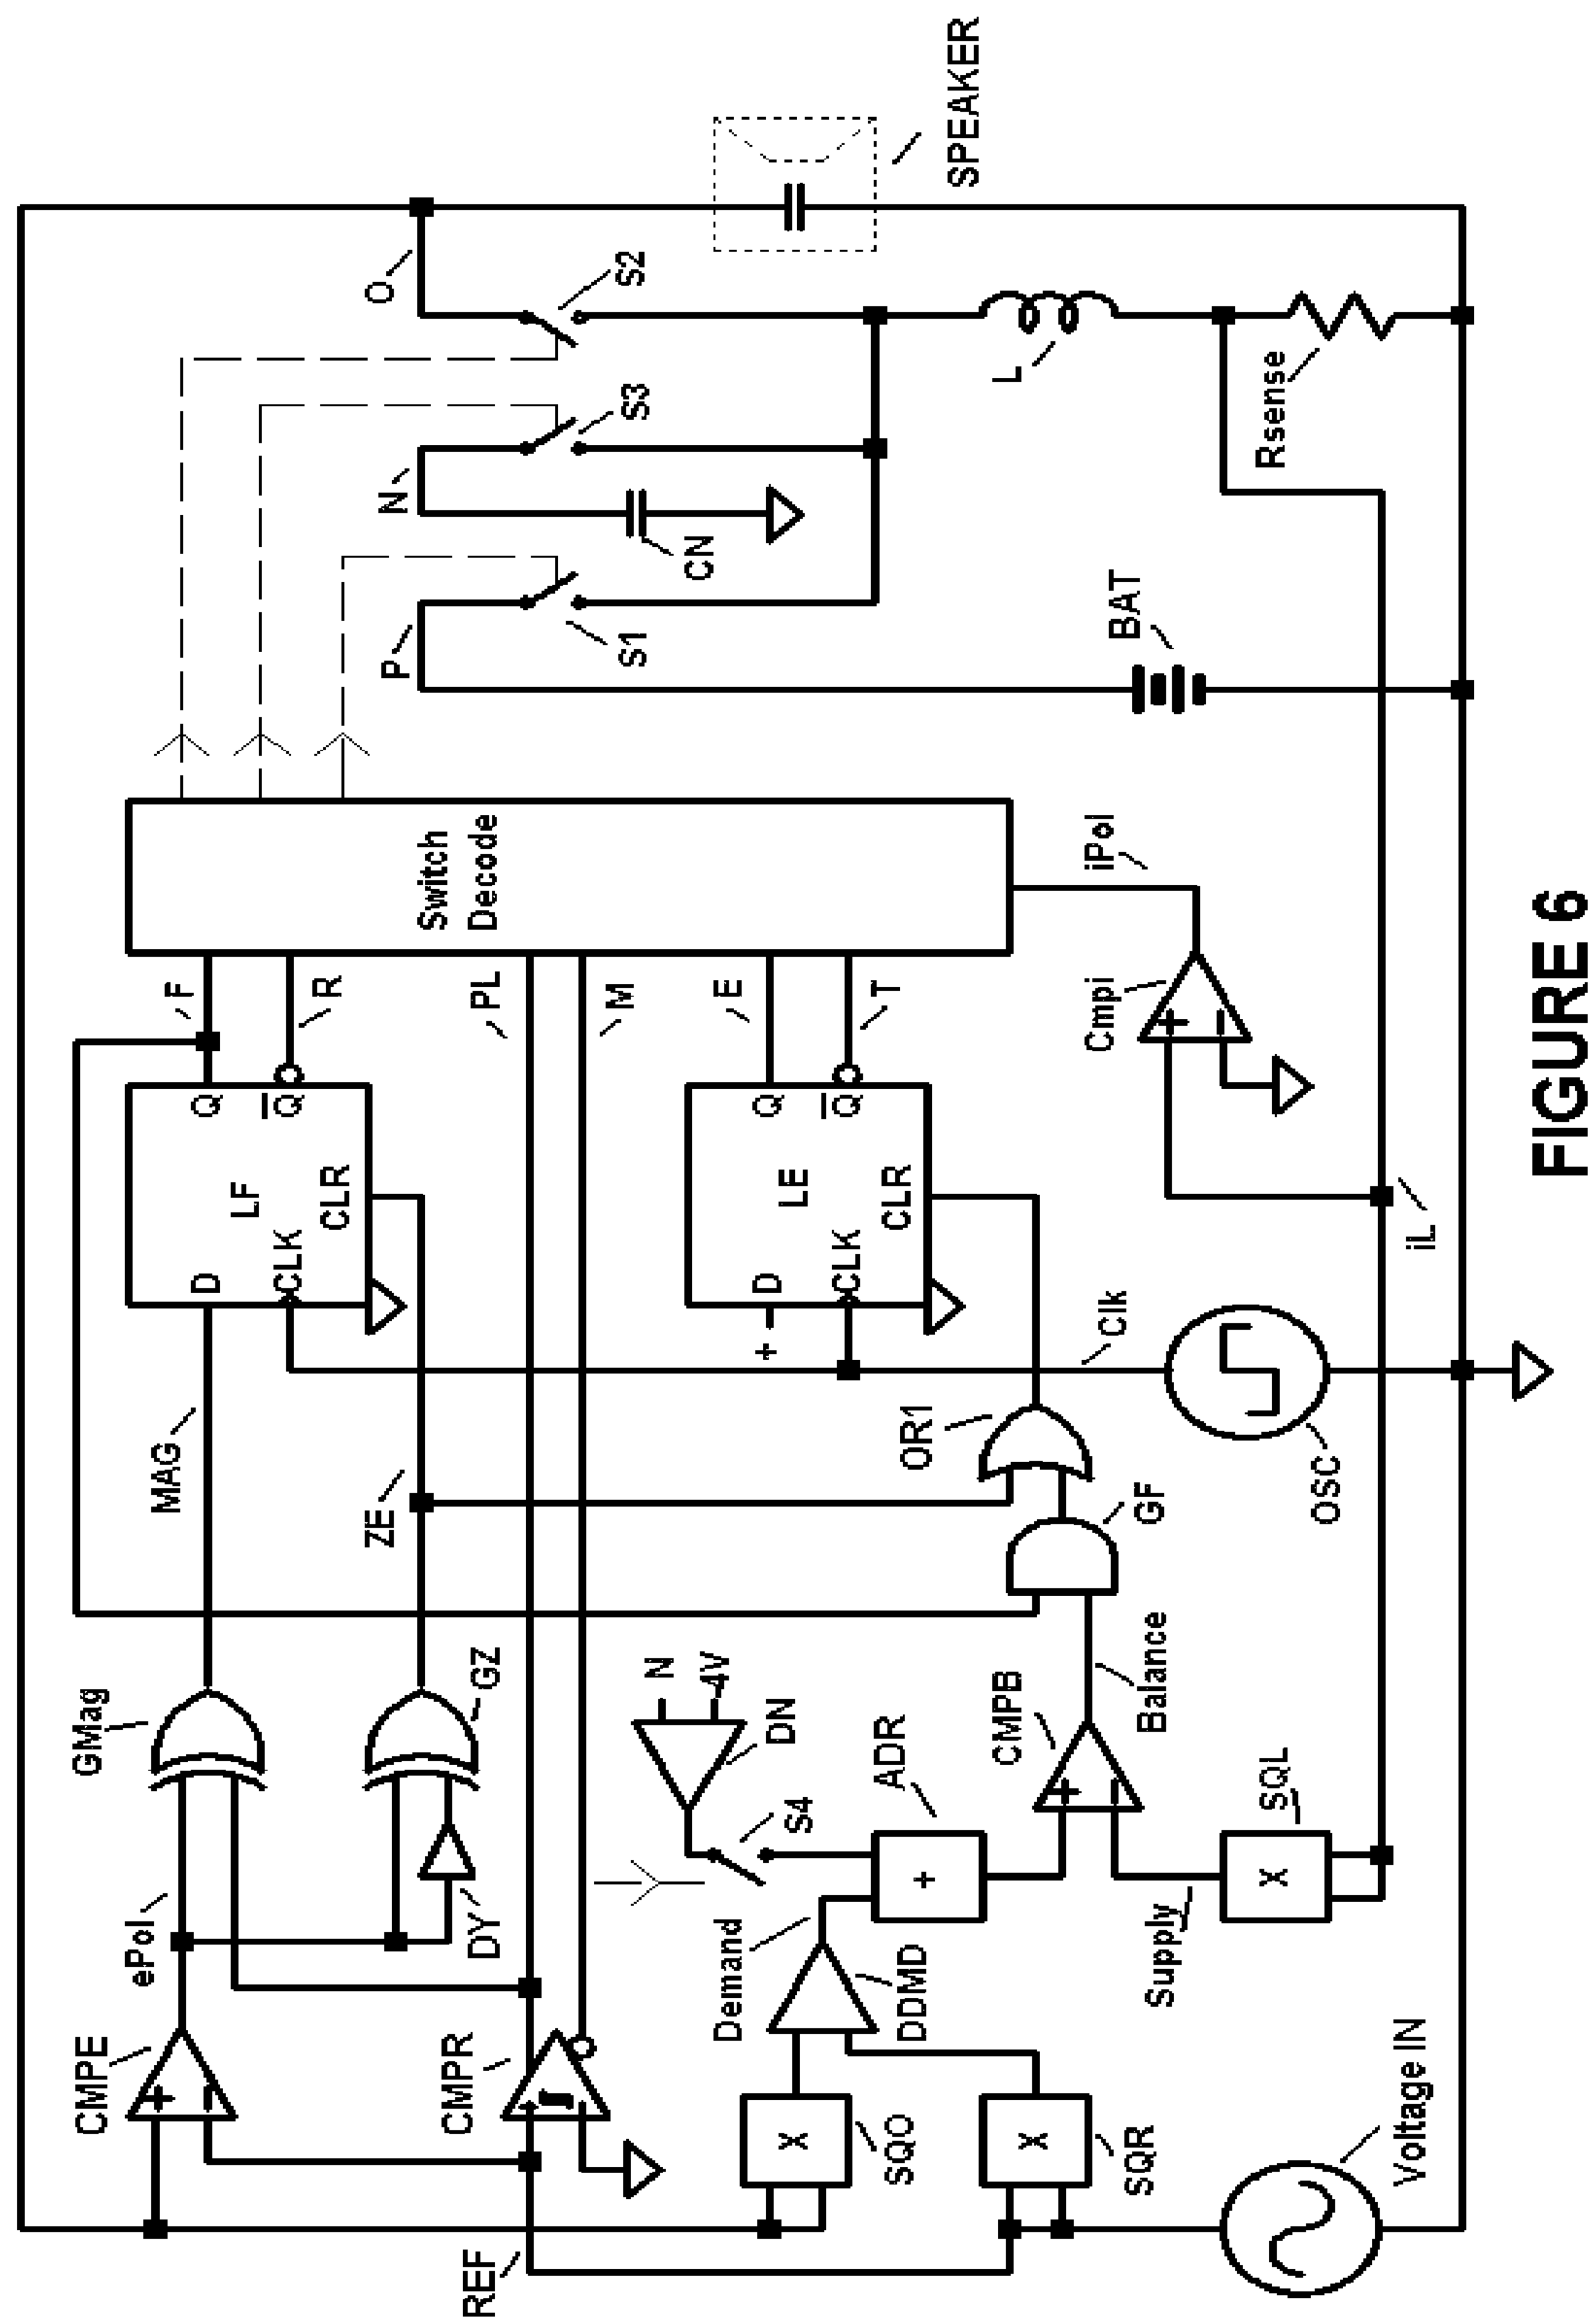 CMPE
ePol
GMag
MAG
D
Q
F
LF
CLK
Q
R
CLR
ZE
GZ
DY
REF
CMPR
PL
M
Switch
Decode
P
S1
N
CN
S3
O
S2
SPEAKER
N
4V
DN
S4
ADR
+
Demand
DDMD
X
SQO
X
SQR
Voltage IN
Supply
X
SQL
CMPB
+
-
Balance
GF
OR1
+
D
Q
E
LE
CLK
Q
T
CLR
Clk
OSC
Cmpi
+
-
iPol
iL
BAT
L
Rsense
+
-
FIGURE 6